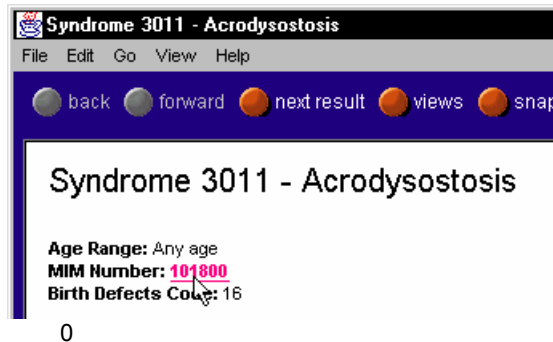 Syndrome 3011 - Acrodysostosis
File Edit Go View Help
back forward next result views snap
Syndrome 3011 - Acrodysostosis
Age Range: Any age
MIM Number: 101800
Birth Defects Code: 16
0